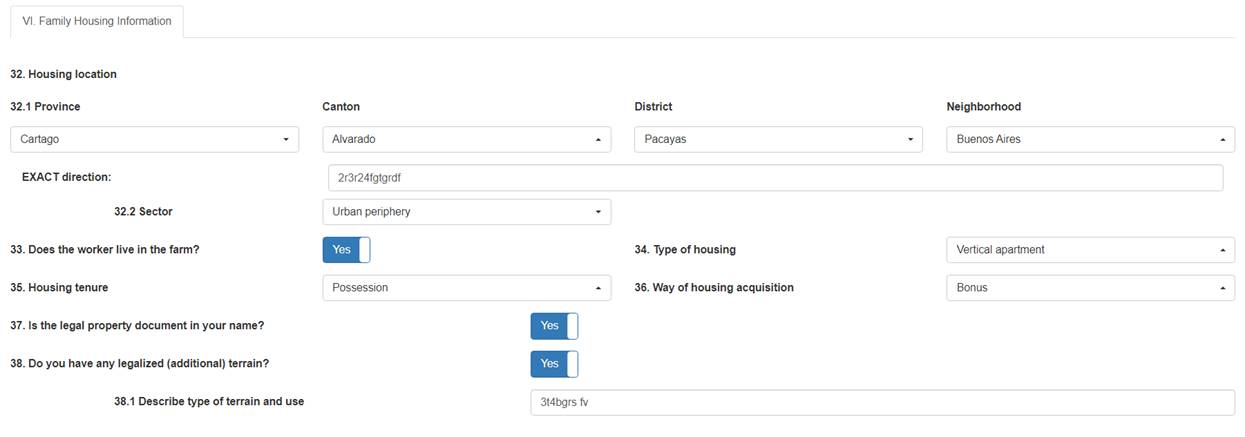 VI. Family Housing Information
32. Housing location
32.1 Province Canton District Neighborhood
Cartago Alvarado Pacayas Buenos Aires
EXACT direction: 2r3r24fgtgrdf
32.2 Sector Urban periphery
33. Does the worker live in the farm? Yes 34. Type of housing Vertical apartment
35. Housing tenure Possession 36. Way of housing acquisition Bonus
37. Is the legal property document in your name? Yes
38. Do you have any legalized (additional) terrain? Yes
38.1 Describe type of terrain and use 3t4bgrs fv